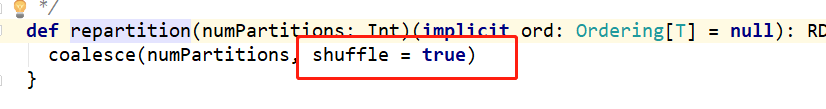 */
def repartition(numPartitions: Int)(implicit ord: Ordering[T] = null): RD
coalesce(numPartitions, shuffle = true)
}